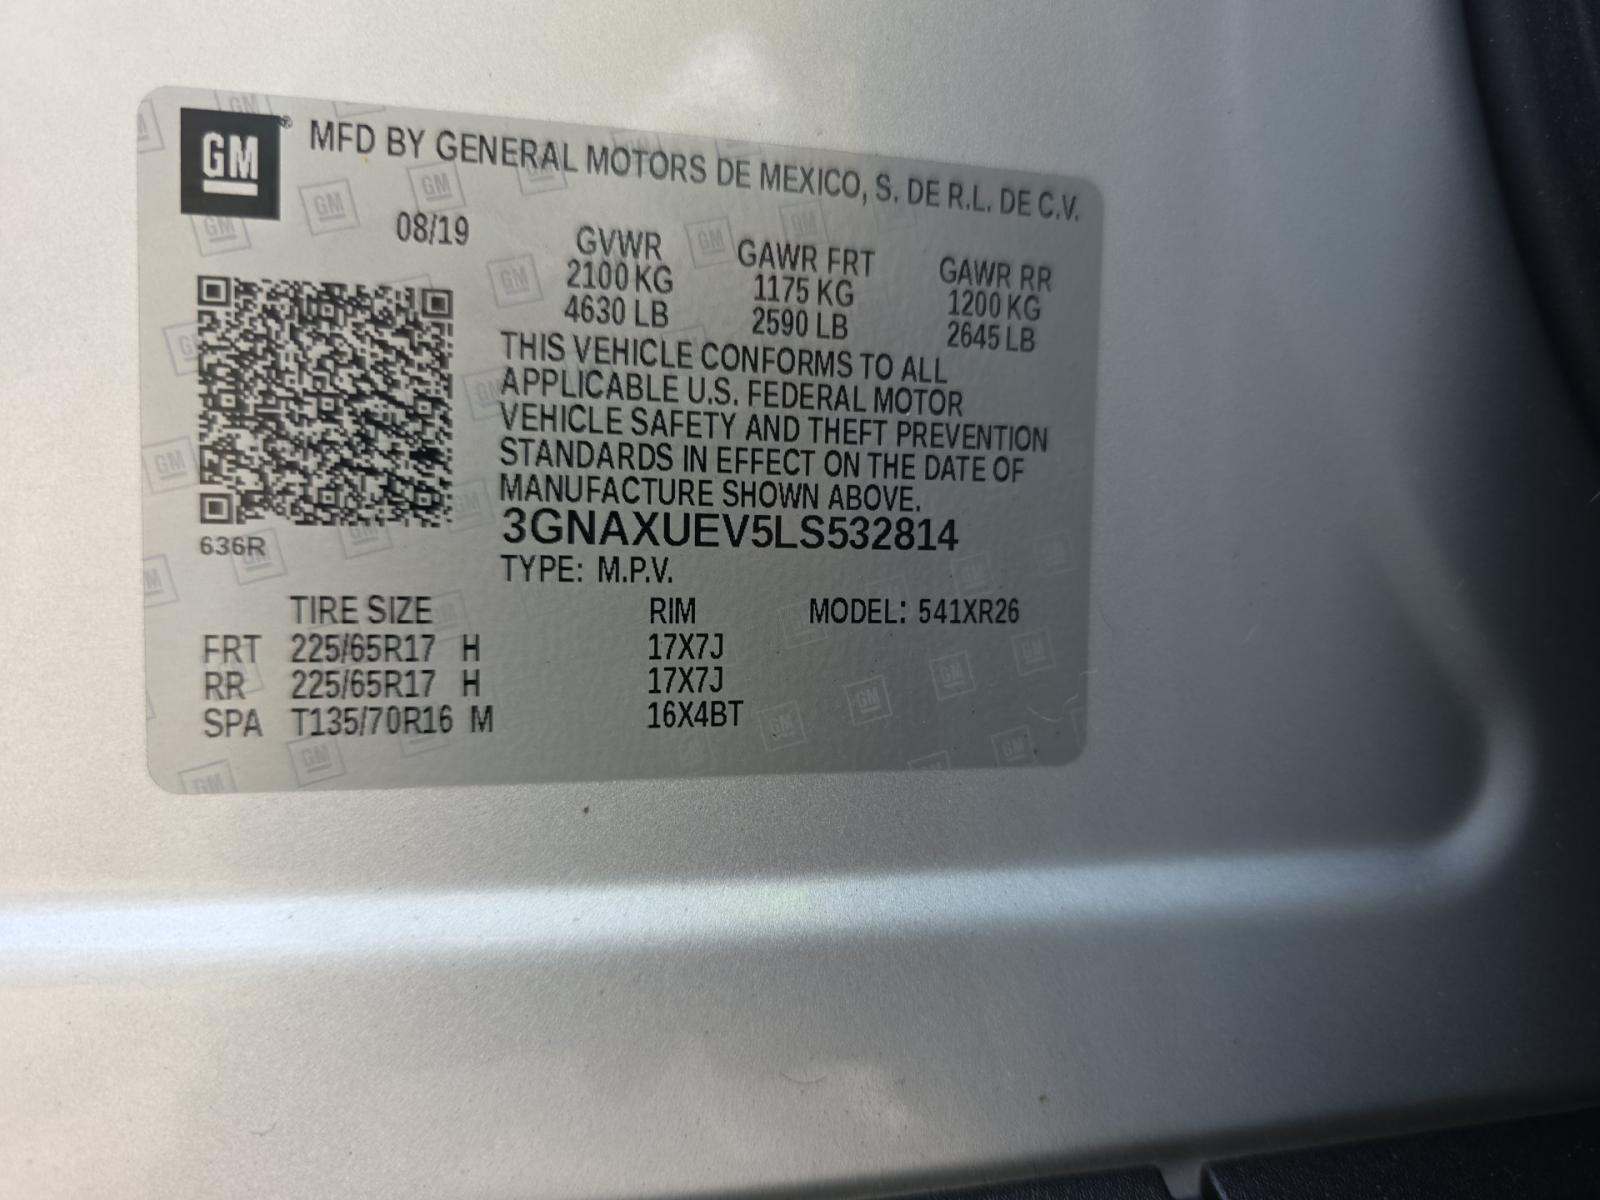 GM® MFD BY GENERAL MOTORS DE MEXICO, S. DE R.L. DE C.V.
08/19
GVWR GAWR FRT GAWR RR
2100 KG 1175 KG 1200 KG
4630 LB 2590 LB 2645 LB
THIS VEHICLE CONFORMS TO ALL
APPLICABLE U.S. FEDERAL MOTOR
VEHICLE SAFETY AND THEFT PREVENTION
STANDARDS IN EFFECT ON THE DATE OF
MANUFACTURE SHOWN ABOVE.
3GNAXUEV5LS532814
636R
TYPE: M.P.V.
TIRE SIZE RIM MODEL: 541XR26
FRT 225/65R17 H 17X7J
RR 225/65R17 H 17X7J
SPA T135/70R16 M 16X4BT